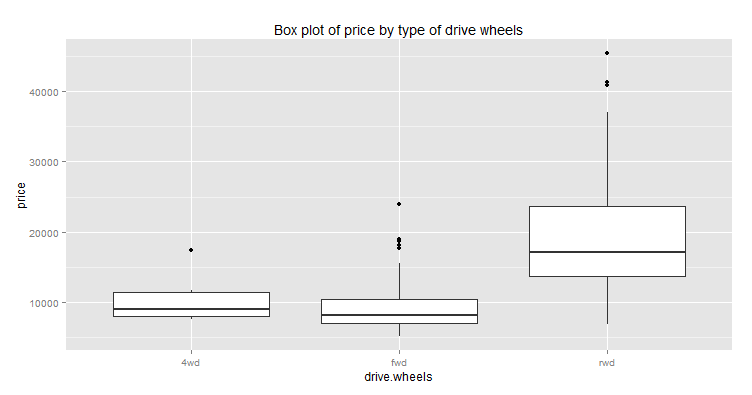 Box plot of price by type of drive wheels
price
40000
30000
20000
10000
4wd fwd rwd
drive.wheels